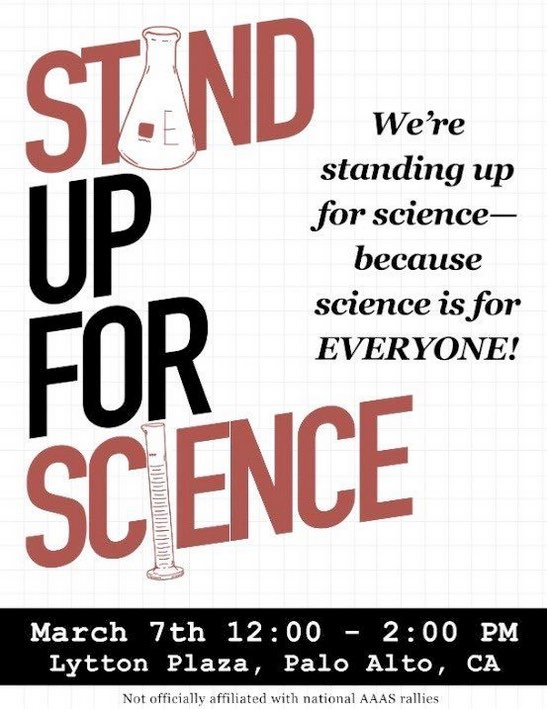 STAND
UP
FOR
SCIENCE
We're
standing up
for science—
because
science is for
EVERYONE!
March 7th 12:00 - 2:00 PM
Lytton Plaza, Palo Alto, CA
Not officially affiliated with national AAAS rallies